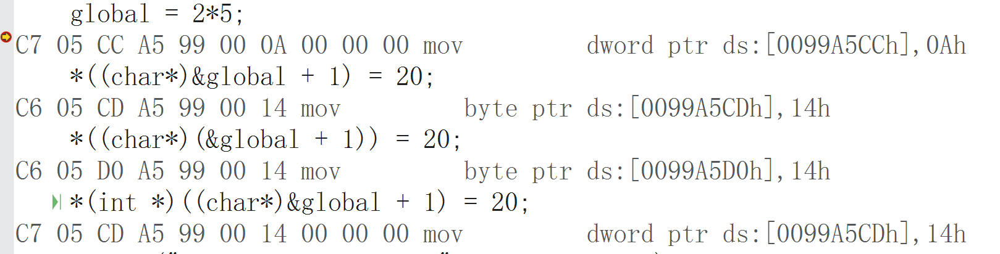 global = 2*5;
C7 05 CC A5 99 00 0A 00 00 00 mov dword ptr ds:[0099A5CCh],0Ah
*((char*)&global + 1) = 20;
C6 05 CD A5 99 00 14 mov byte ptr ds:[0099A5CDh],14h
*((char*)(&global + 1)) = 20;
C6 05 D0 A5 99 00 14 mov byte ptr ds:[0099A5D0h],14h
*(int *)((char*)&global + 1) = 20;
C7 05 CD A5 99 00 14 00 00 00 mov dword ptr ds:[0099A5CDh],14h